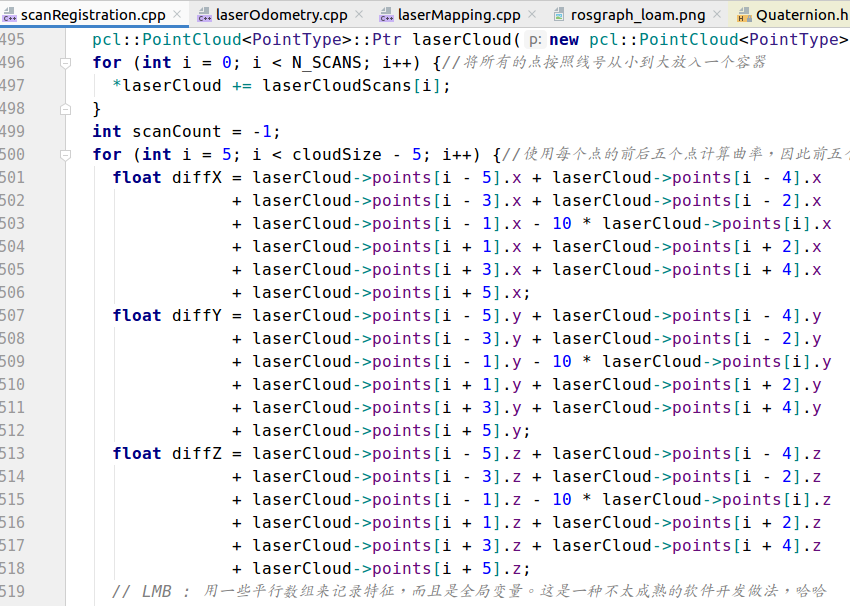 scanRegistration.cpp × laserOdometry.cpp × laserMapping.cpp × rosgraph_loam.png × Quaternion.h
495 pcl::PointCloud<PointType>::Ptr laserCloud( p: new pcl::PointCloud<PointType>
496 for (int i = 0; i < N_SCANS; i++) {//将所有的点按照线号从小到大放入一个容器
497 *laserCloud += laserCloudScans[i];
498 }
499 int scanCount = -1;
500 for (int i = 5; i < cloudSize - 5; i++) {//使用每个点的前后五个点计算曲率，因此前五
501 float diffX = laserCloud->points[i - 5].x + laserCloud->points[i - 4].x
502 + laserCloud->points[i - 3].x + laserCloud->points[i - 2].x
503 + laserCloud->points[i - 1].x - 10 * laserCloud->points[i].x
504 + laserCloud->points[i + 1].x + laserCloud->points[i + 2].x
505 + laserCloud->points[i + 3].x + laserCloud->points[i + 4].x
506 + laserCloud->points[i + 5].x;
507 float diffY = laserCloud->points[i - 5].y + laserCloud->points[i - 4].y
508 + laserCloud->points[i - 3].y + laserCloud->points[i - 2].y
509 + laserCloud->points[i - 1].y - 10 * laserCloud->points[i].y
510 + laserCloud->points[i + 1].y + laserCloud->points[i + 2].y
511 + laserCloud->points[i + 3].y + laserCloud->points[i + 4].y
512 + laserCloud->points[i + 5].y;
513 float diffZ = laserCloud->points[i - 5].z + laserCloud->points[i - 4].z
514 + laserCloud->points[i - 3].z + laserCloud->points[i - 2].z
515 + laserCloud->points[i - 1].z - 10 * laserCloud->points[i].z
516 + laserCloud->points[i + 1].z + laserCloud->points[i + 2].z
517 + laserCloud->points[i + 3].z + laserCloud->points[i + 4].z
518 + laserCloud->points[i + 5].z;
519 // LMB : 用一些平行数组来记录特征，而且是全局变量。这是一种不太成熟的软件开发做法，哈哈